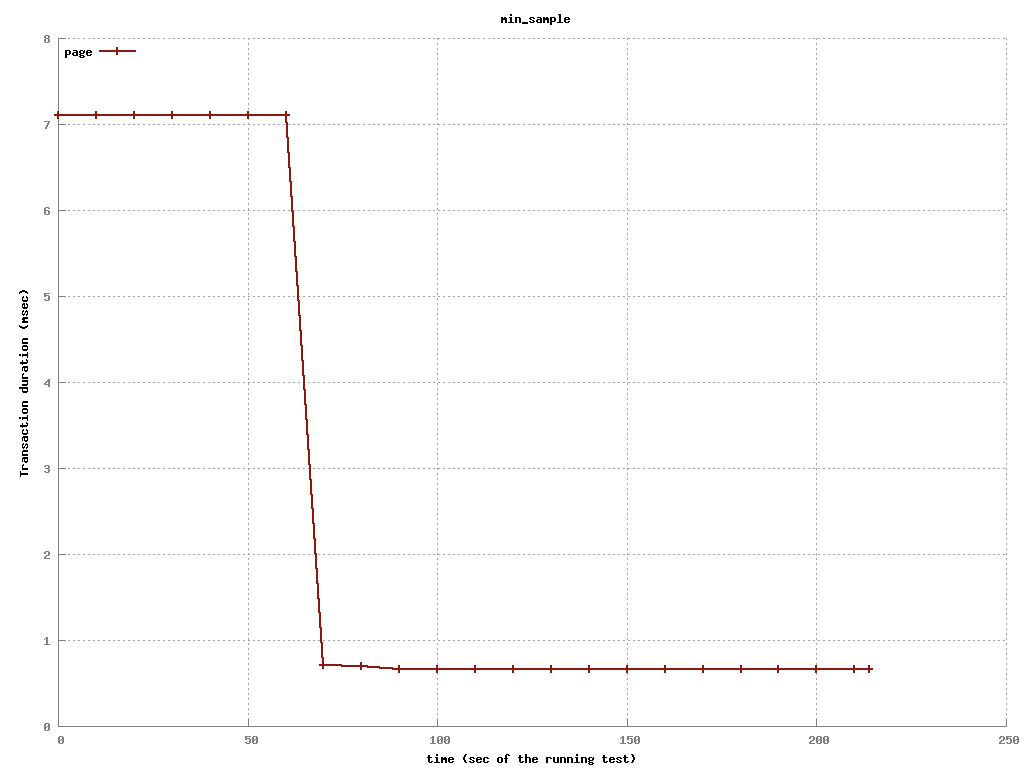 min_sample
page
8
7
6
5
4
3
2
1
0
Transaction duration (msec)
0 50 100 150 200 250
time (sec of the running test)